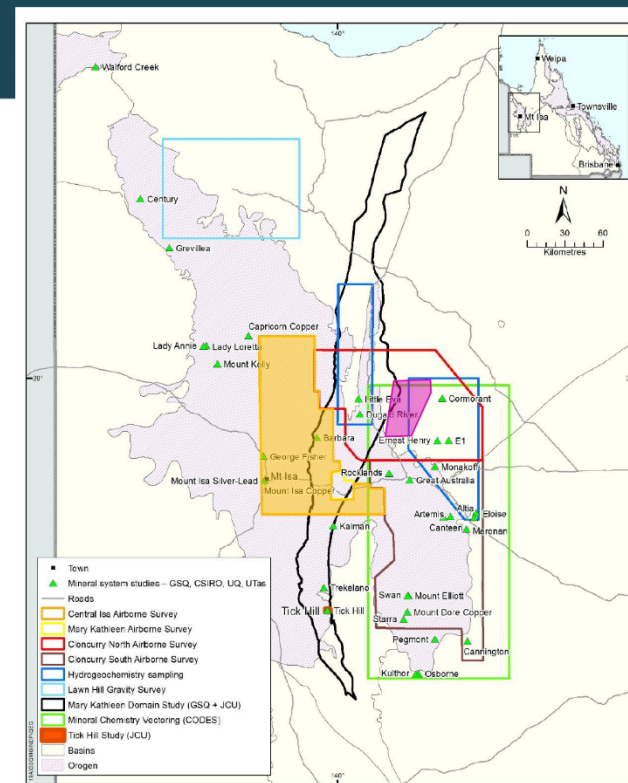 140°
Walford Creek
Weipa
Townsville
Mt Isa
Brisbane
N
0 30 60
Kilometres
Century
Grevillea
Capricorn Copper
Lady Annie
Lady Loretta
Mount Kelly
20°
20°
Little Eva
Cormorant
Dugald River
Barbara
Ernest Henry
E1
George Fisher
Monakoff
Rocklands
Mt Isa
Mount Isa Silver-Lead
Great Australia
Mount Isa Copper
Altia
Artemis
Eloise
Kalman
Canteen
Maronan
Town
Mineral system studies – GSQ, CSIRO, UQ, UTas
Roads
Central Isa Airborne Survey
Mary Kathleen Airborne Survey
Cloncurry North Airborne Survey
Cloncurry South Airborne Survey
Hydrogeochemistry sampling
Lawn Hill Gravity Survey
Mary Kathleen Domain Study (GSQ + JCU)
Mineral Chemistry Vectoring (CODES)
Tick Hill Study (JCU)
Basins
Orogen
Trekelano
Swan
Mount Elliott
Tick Hill
Tick Hill
Mount Dore Copper
Starra
Pegmont
Cannington
Kulthor
Osborne
140°